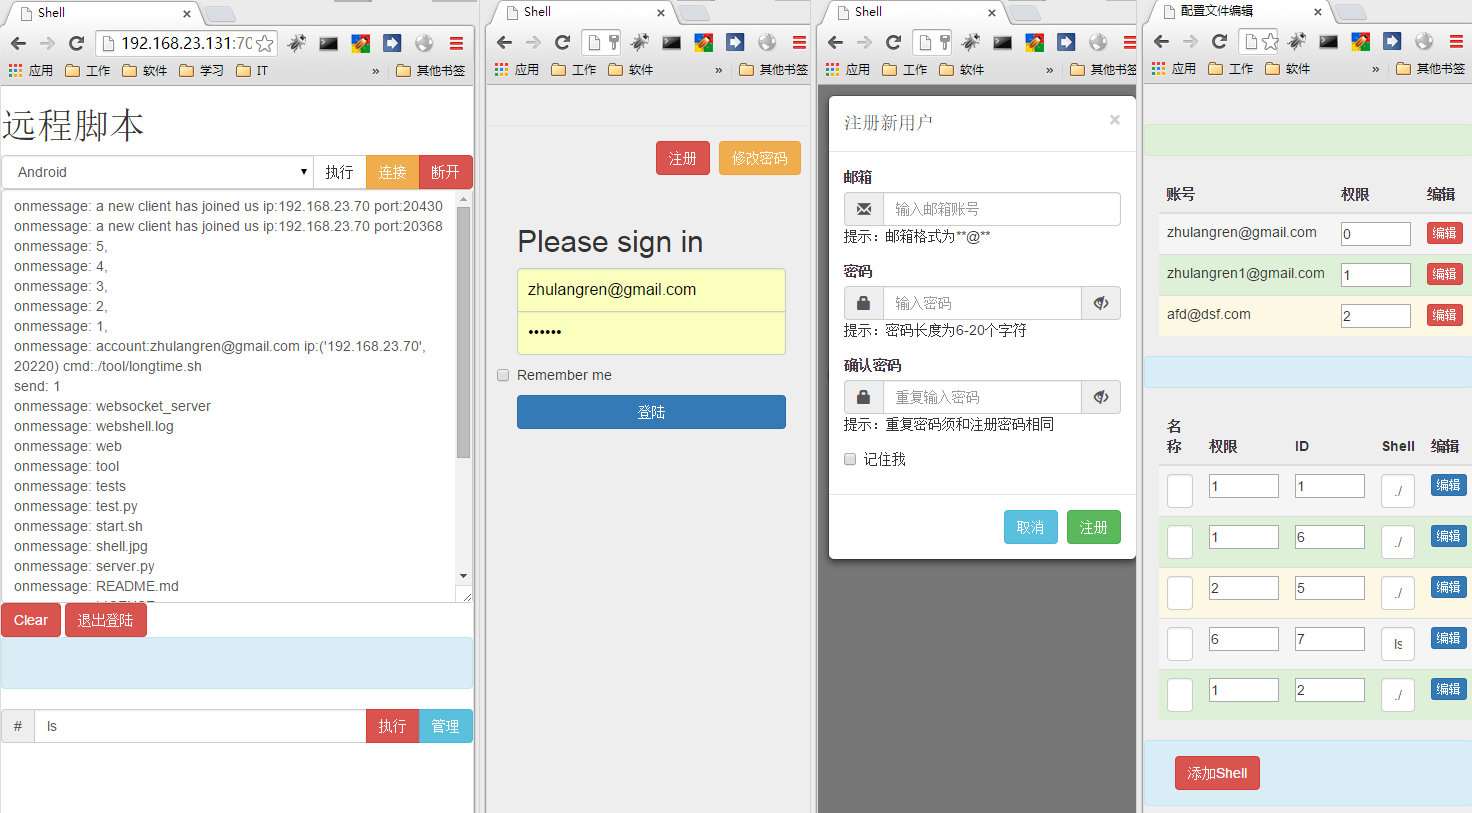 Shell
192.168.23.131:70
应用 工作 软件 学习 IT » 其他书签
远程脚本
Android 执行 连接 断开
onmessage: a new client has joined us ip:192.168.23.70 port:20430
onmessage: a new client has joined us ip:192.168.23.70 port:20368
onmessage: 5,
onmessage: 4,
onmessage: 3,
onmessage: 2,
onmessage: 1,
onmessage: account:zhulangren@gmail.com ip:('192.168.23.70',
20220) cmd:./tool/longtime.sh
send: 1
onmessage: websocket_server
onmessage: webshell.log
onmessage: web
onmessage: tool
onmessage: tests
onmessage: test.py
onmessage: start.sh
onmessage: shell.jpg
onmessage: server.py
onmessage: README.md
Clear 退出登陆
# ls 执行 管理
Shell
应用 工作 软件 » 其他书签
注册 修改密码
Please sign in
zhulangren@gmail.com
••••••
Remember me
登陆
Shell
应用 工作 软件 » 其他书签
注册新用户 ×
邮箱
输入邮箱账号
提示：邮箱格式为**@**
密码
输入密码
提示：密码长度为6-20个字符
确认密码
重复输入密码
提示：重复密码须和注册密码相同
记住我
取消 注册
配置文件编辑
应用 工作 软件 » 其他书签
账号 权限 编辑
zhulangren@gmail.com 0 编辑
zhulangren1@gmail.com 1 编辑
afd@dsf.com 2 编辑
名称 权限 ID Shell 编辑
1 1 ./ 编辑
1 6 ./ 编辑
2 5 ./ 编辑
6 7 ls 编辑
1 2 ./ 编辑
添加Shell